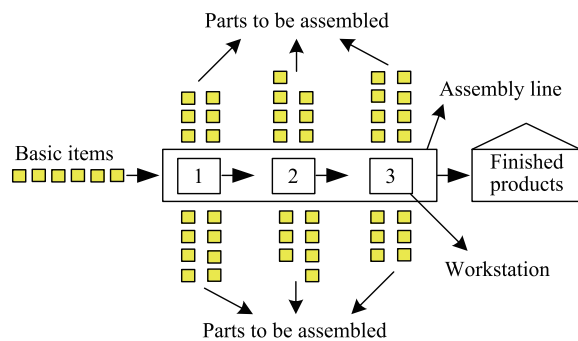 Parts to be assembled
Assembly line
Basic items
1
2
3
Finished
products
Workstation
Parts to be assembled